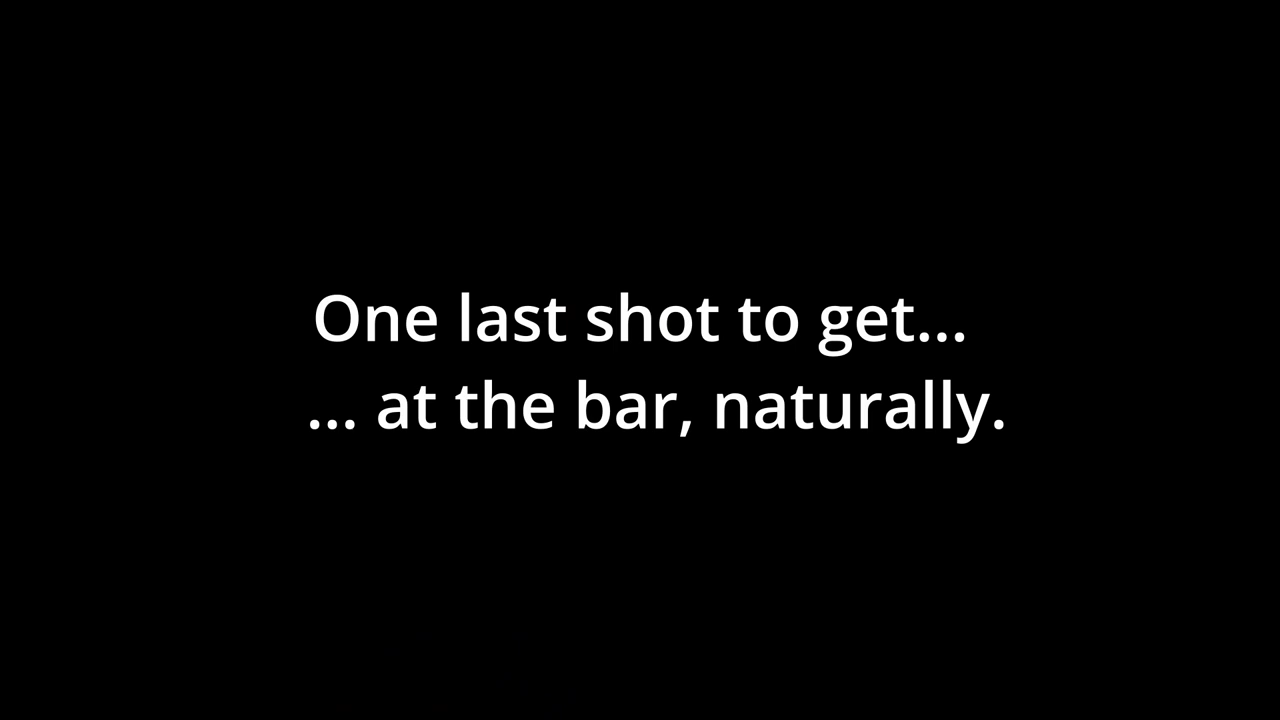 One last shot to get...
... at the bar, naturally.